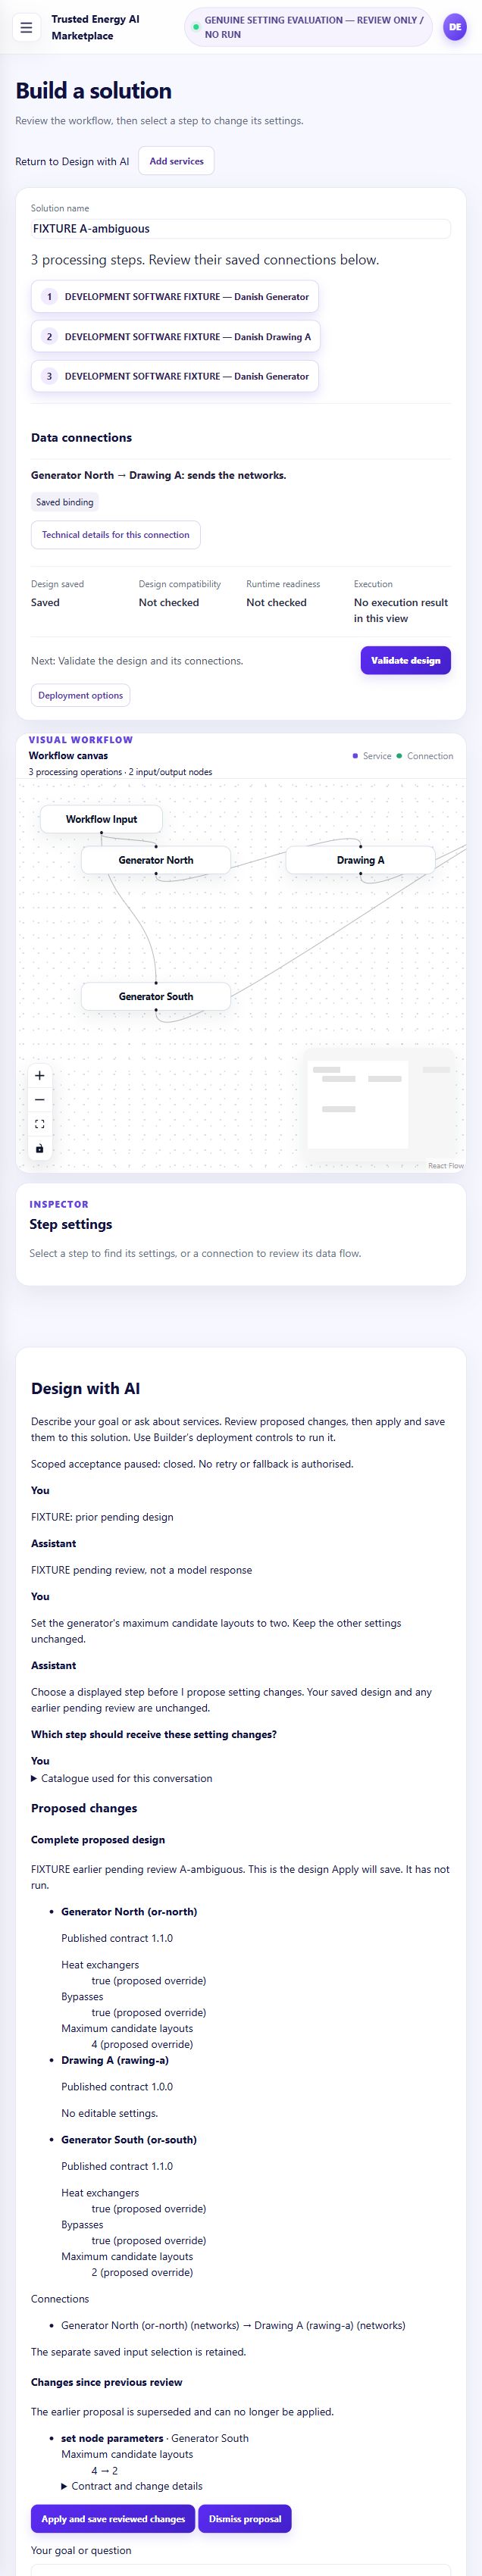 Trusted Energy AI
Marketplace
GENUINE SETTING EVALUATION — REVIEW ONLY /
NO RUN
DE
Build a solution
Review the workflow, then select a step to change its settings.
Return to Design with AI
Add services
Solution name
FIXTURE A-ambiguous
3 processing steps. Review their saved connections below.
1 DEVELOPMENT SOFTWARE FIXTURE — Danish Generator
2 DEVELOPMENT SOFTWARE FIXTURE — Danish Drawing A
3 DEVELOPMENT SOFTWARE FIXTURE — Danish Generator
Data connections
Generator North → Drawing A: sends the networks.
Saved binding
Technical details for this connection
Design saved
Saved
Design compatibility
Not checked
Runtime readiness
Not checked
Execution
No execution result
in this view
Next: Validate the design and its connections.
Validate design
Deployment options
VISUAL WORKFLOW
Workflow canvas
3 processing operations · 2 input/output nodes
Service
Connection
Workflow Input
Generator North
Drawing A
Generator South
React Flow
INSPECTOR
Step settings
Select a step to find its settings, or a connection to review its data flow.
Design with AI
Describe your goal or ask about services. Review proposed changes, then apply and save
them to this solution. Use Builder's deployment controls to run it.
Scoped acceptance paused: closed. No retry or fallback is authorised.
You
FIXTURE: prior pending design
Assistant
FIXTURE pending review, not a model response
You
Set the generator's maximum candidate layouts to two. Keep the other settings
unchanged.
Assistant
Choose a displayed step before I propose setting changes. Your saved design and any
earlier pending review are unchanged.
Which step should receive these setting changes?
You
Catalogue used for this conversation
Proposed changes
Complete proposed design
FIXTURE earlier pending review A-ambiguous. This is the design Apply will save. It has not
run.
Generator North (or-north)
Published contract 1.1.0
Heat exchangers
true (proposed override)
Bypasses
true (proposed override)
Maximum candidate layouts
4 (proposed override)
Drawing A (rawing-a)
Published contract 1.0.0
No editable settings.
Generator South (or-south)
Published contract 1.1.0
Heat exchangers
true (proposed override)
Bypasses
true (proposed override)
Maximum candidate layouts
2 (proposed override)
Connections
Generator North (or-north) (networks) → Drawing A (rawing-a) (networks)
The separate saved input selection is retained.
Changes since previous review
The earlier proposal is superseded and can no longer be applied.
set node parameters · Generator South
Maximum candidate layouts
4 → 2
Contract and change details
Apply and save reviewed changes
Dismiss proposal
Your goal or question